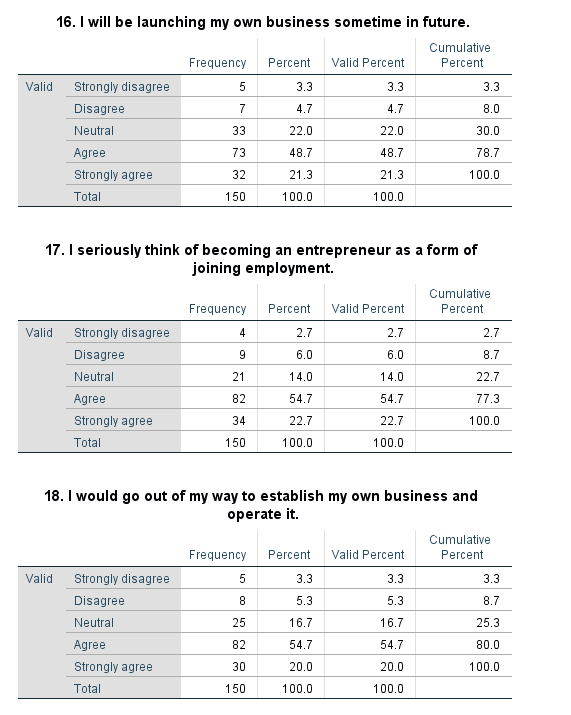 16. I will be launching my own business sometime in future.
Frequency Percent Valid Percent Cumulative Percent
Valid Strongly disagree 5 3.3 3.3 3.3
Disagree 7 4.7 4.7 8.0
Neutral 33 22.0 22.0 30.0
Agree 73 48.7 48.7 78.7
Strongly agree 32 21.3 21.3 100.0
Total 150 100.0 100.0
17. I seriously think of becoming an entrepreneur as a form of
joining employment.
Frequency Percent Valid Percent Cumulative Percent
Valid Strongly disagree 4 2.7 2.7 2.7
Disagree 9 6.0 6.0 8.7
Neutral 21 14.0 14.0 22.7
Agree 82 54.7 54.7 77.3
Strongly agree 34 22.7 22.7 100.0
Total 150 100.0 100.0
18. I would go out of my way to establish my own business and
operate it.
Frequency Percent Valid Percent Cumulative Percent
Valid Strongly disagree 5 3.3 3.3 3.3
Disagree 8 5.3 5.3 8.7
Neutral 25 16.7 16.7 25.3
Agree 82 54.7 54.7 80.0
Strongly agree 30 20.0 20.0 100.0
Total 150 100.0 100.0